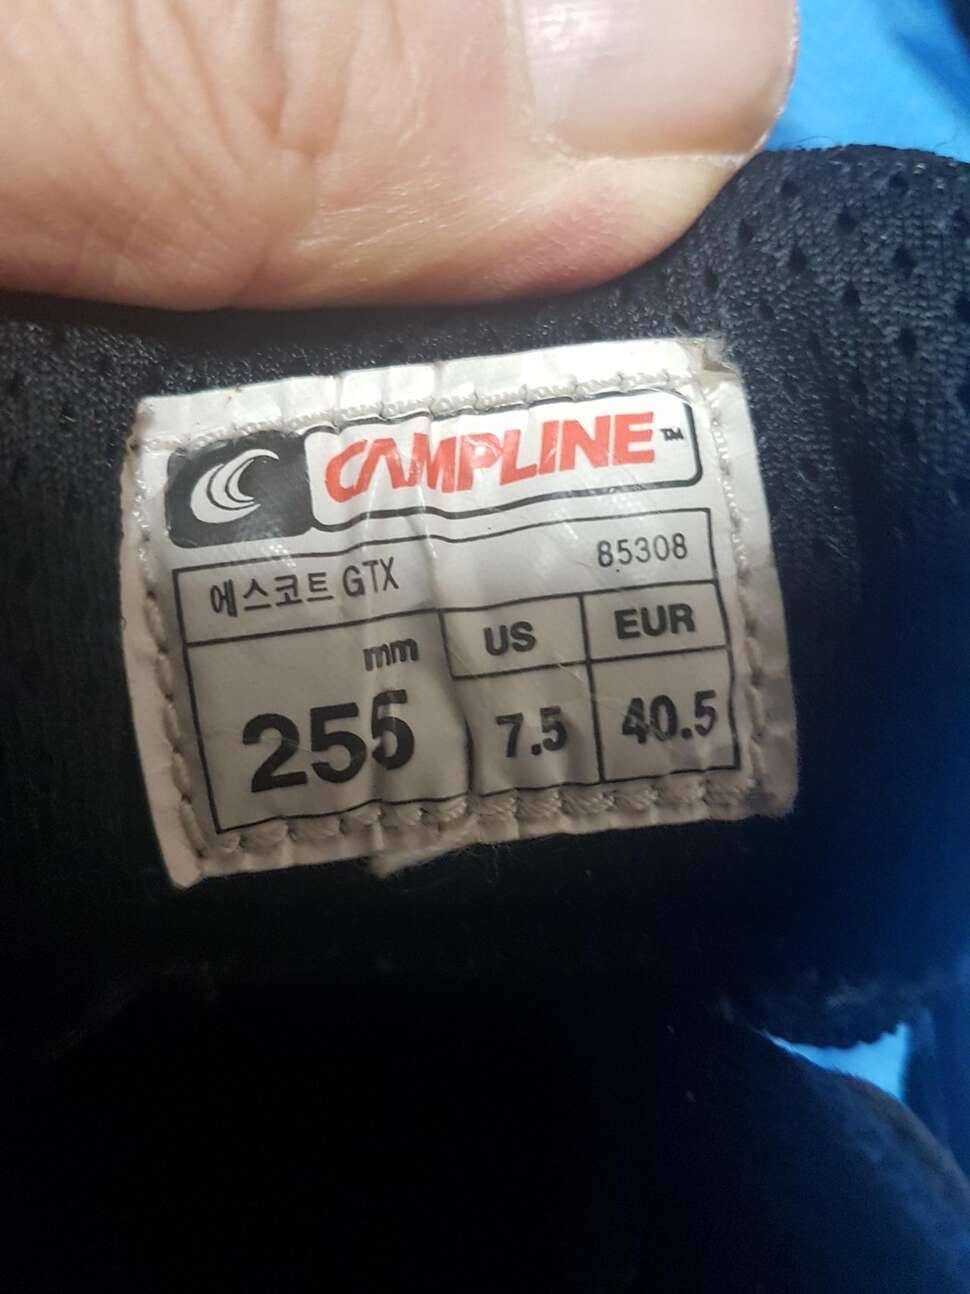 CAMPLINE™
에스코트 GTX 85308
mm US EUR
255 7.5 40.5